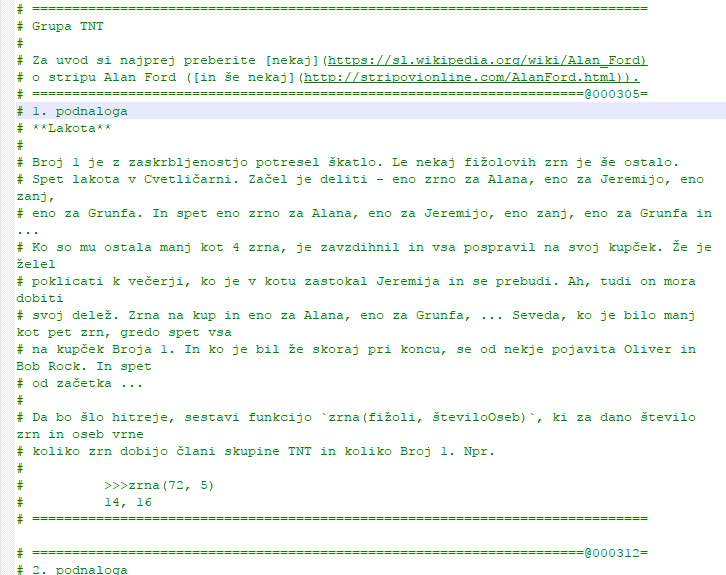 # =============================================================================
# Grupa TNT
#
# Za uvod si najprej preberite [nekaj](https://sl.wikipedia.org/wiki/Alan_Ford)
# o stripu Alan Ford ([in še nekaj](http://stripovionline.com/AlanFord.html)).
# =====================================================================@000305=
# 1. podnaloga
# **Lakota**
#
# Broj 1 je z zaskrbljenostjo potresel škatlo. Le nekaj fižolovih zrn je še ostalo.
# Spet lakota v Cvetličarni. Začel je deliti – eno zrno za Alana, eno za Jeremijo, eno
zanj,
# eno za Grunfa. In spet eno zrno za Alana, eno za Jeremijo, eno zanj, eno za Grunfa in
...
# Ko so mu ostala manj kot 4 zrna, je zavzdihnil in vsa pospravil na svoj kupček. Že je
želel
# poklicati k večerji, ko je v kotu zastokal Jeremija in se prebudi. Ah, tudi on mora
dobiti
# svoj delež. Zrna na kup in eno za Alana, eno za Grunfa, ... Seveda, ko je bilo manj
kot pet zrn, gredo spet vsa
# na kupček Broja 1. In ko je bil že skoraj pri koncu, se od nekje pojavita Oliver in
Bob Rock. In spet
# od začetka ...
#
# Da bo šlo hitreje, sestavi funkcijo `zrna(fižoli, številoOseb)`, ki za dano število
zrn in oseb vrne
# koliko zrn dobijo člani skupine TNT in koliko Broj 1. Npr.
#
# >>>zrna(72, 5)
# 14, 16
# =============================================================================
# =====================================================================@000312=
# 2. podnaloga